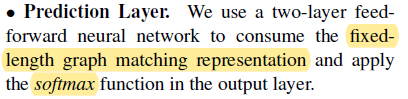 • Prediction Layer. We use a two-layer feed-
forward neural network to consume the fixed-
length graph matching representation and apply
the softmax function in the output layer.